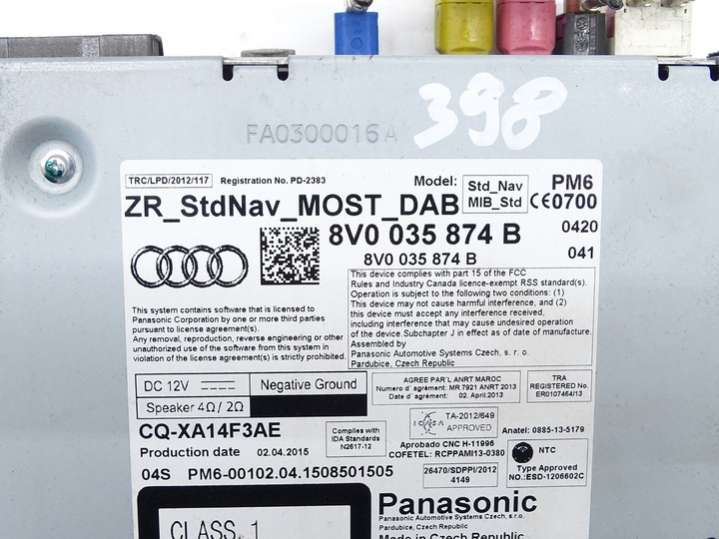 398
FA0300016A
TRC/LPD/2012/117 Registration No. PD-2383 Model: Std_Nav MIB_Std PM6
ZR_StdNav_MOST_DAB CE0700
8V0 035 874 B 0420
8V0 035 874 B 041
This device complies with part 15 of the FCC
Rules and Industry Canada licence-exempt RSS standard(s).
Operation is subject to the following two conditions: (1)
This device may not cause harmful interference, and (2)
this device must accept any interference received,
including interference that may cause undesired operation
of the device.Subchapter J in effect as of date of manufacture.
Assembled by
Panasonic Automotive Systems Czech, s. r. o.
Pardubice, Czech Republic
This system contains software that is licensed to
Panasonic Corporation by one or more third parties
pursuant to license agreement(s).
Any removal, reproduction, reverse engineering or other
unauthorized use of the software or this system in
violation of the license agreement(s) is strictly prohibited.
DC 12V Negative Ground
Speaker 4Ω/2Ω
AGREE PAR'L ANRT MAROC
Numero d`agrément: MR 7921 ANRT 2013
Date d`agrément: 02. April.2013
TRA
REGISTERED No.
ER0107464/13
CQ-XA14F3AE
Production date 02.04.2015
04S PM6-00102.04.1508501505
Complies with
IDA Standards
N2617-12
ICASA
TA-2012/649
APPROVED
Anatel: 0885-13-5179
Aprobado CNC H-11996
COFETEL: RCPPAMI13-0380
26470/SDPPI/2012
4149
NTC
Type Approved
NO.:ESD-1206602C
CLASS 1
Panasonic
Panasonic Automotive Systems Czech, s.r.o.
Pardubice, Czech Republic
Made in Czech Republic